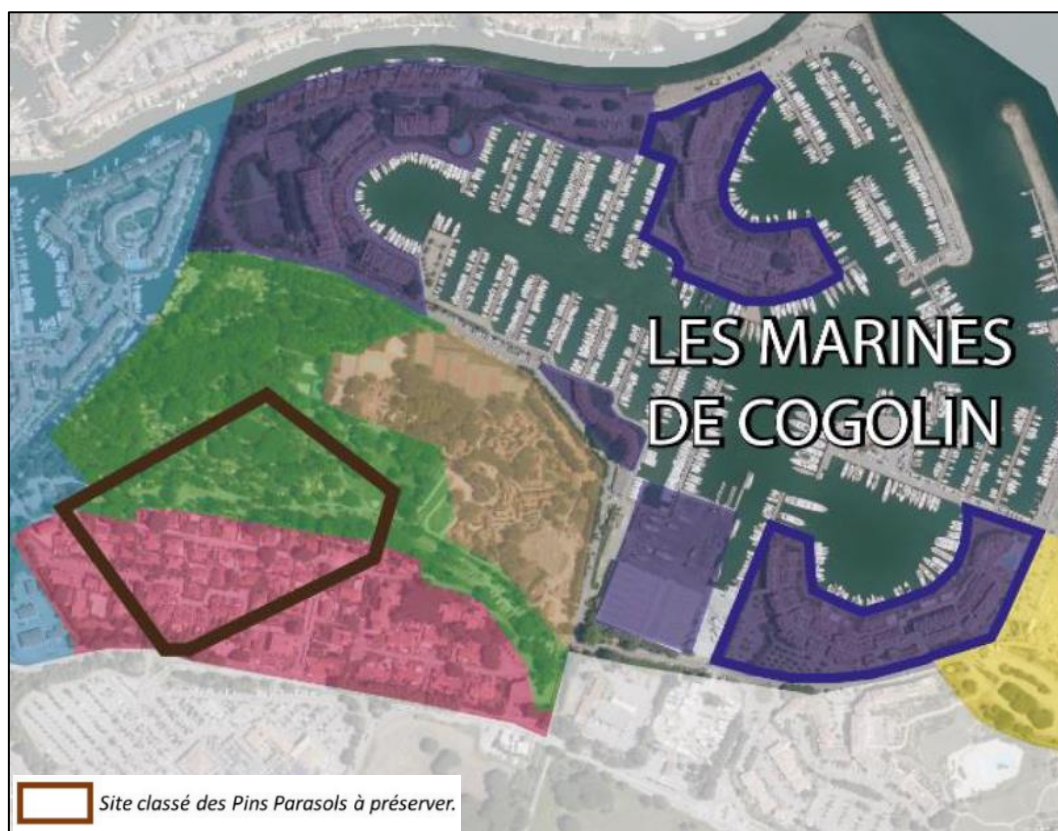 LES MARINES
DE COGOLIN
Site classé des Pins Parasols à préserver.